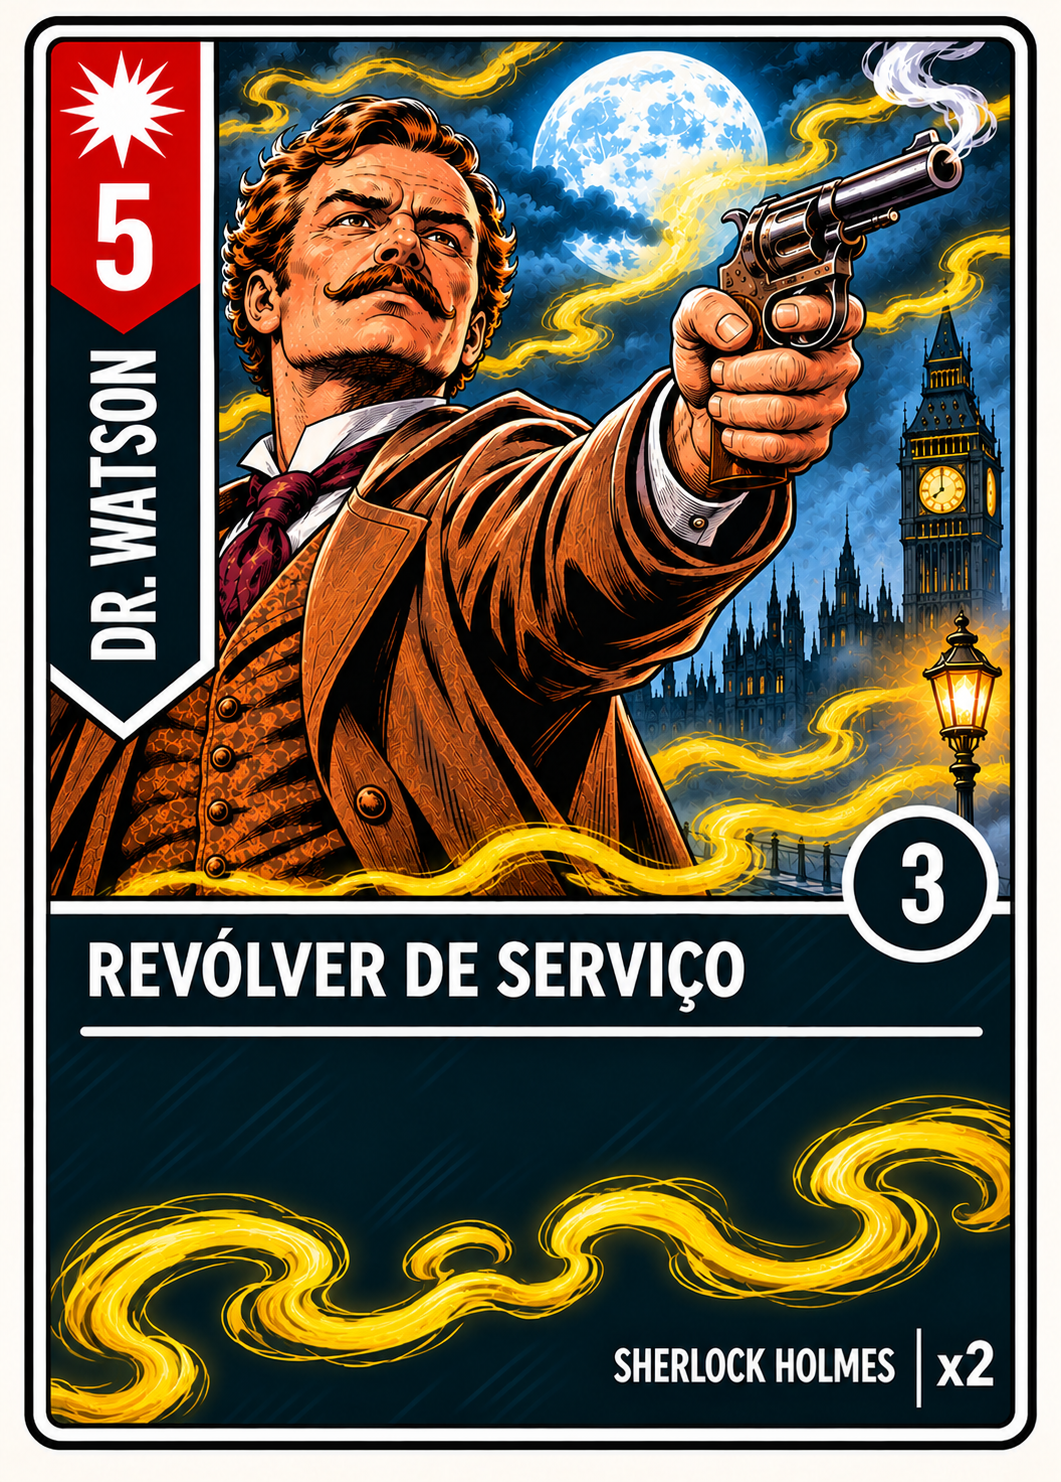 5
DR. WATSON
3
REVÓLVER DE SERVIÇO
SHERLOCK HOLMES | x2